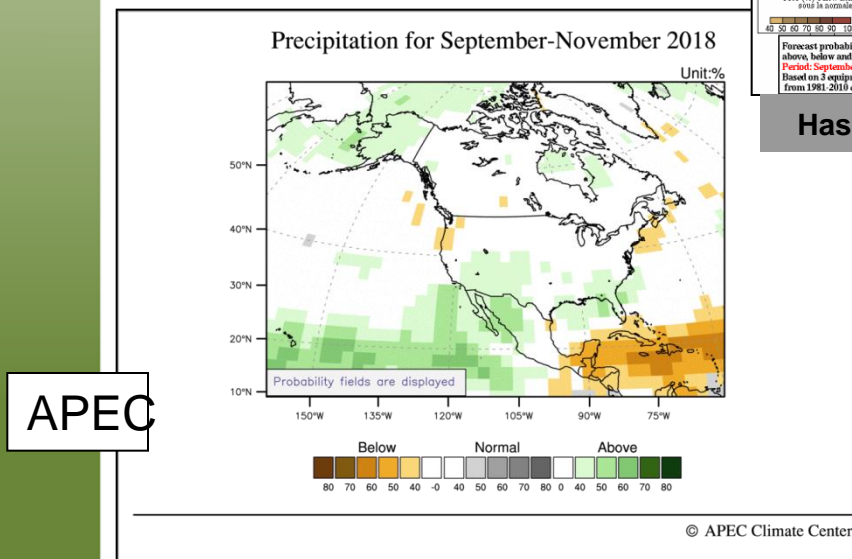 sous la normale
40 50 60 70 80 90 10
Forecast probabi
above, below and
Period: Septembe
Based on 3 equipr
from 1981-2010
Has
Precipitation for September-November 2018
Unit:%
50°N
40°N
30°N
20°N
10°N
Probability fields are displayed
150°W 135°W 120°W 105°W 90°W 75°W
APEC
Below Normal Above
80 70 60 50 40 -0 40 50 60 70 80 0 40 50 60 70 80
© APEC Climate Center